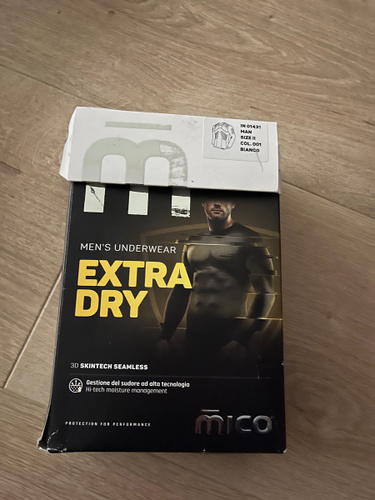 IN 01431
MAN
SIZE II
COL. 001
BIANCO
MEN'S UNDERWEAR
EXTRA
DRY
3D SKINTECH SEAMLESS
Gestione del sudore ad alta tecnologia
Hi-tech moisture management
PROTECTION FOR PERFORMANCE
mico